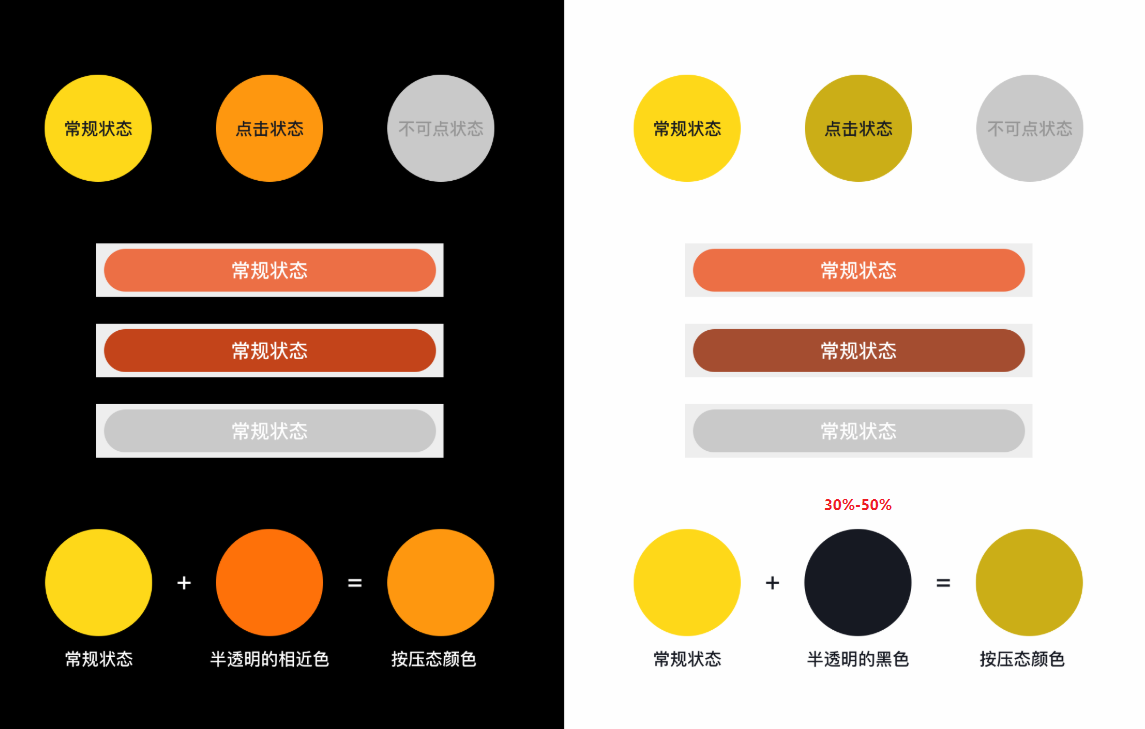 常规状态
点击状态
不可点状态
常规状态
常规状态
常规状态
+
=
常规状态
半透明的相近色
按压态颜色
常规状态
点击状态
不可点状态
常规状态
常规状态
常规状态
30%-50%
+
=
常规状态
半透明的黑色
按压态颜色